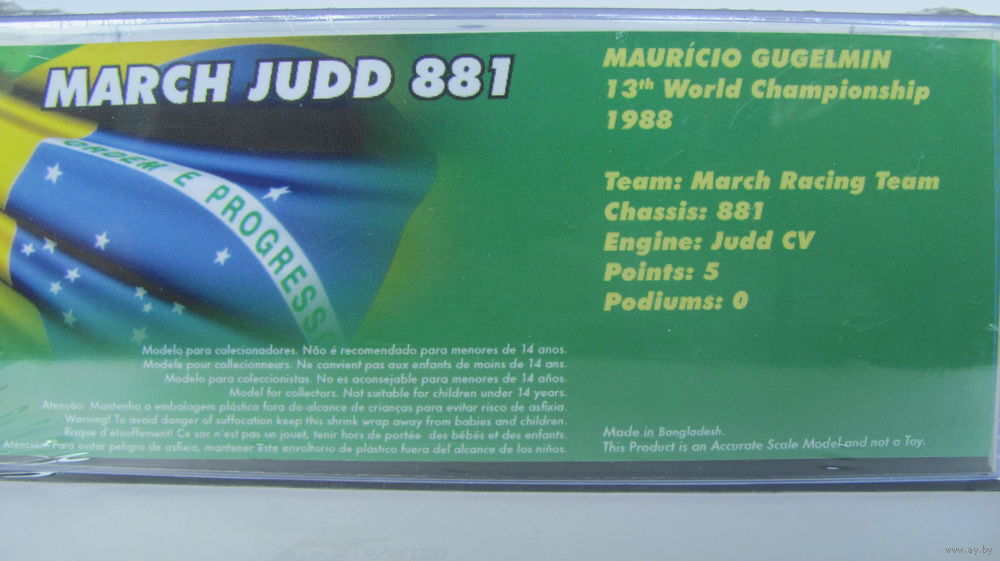 MARCH JUDD 881
ORDEM E PROGRESS
MAURÍCIO GUGELMIN
13th World Championship
1988
Team: March Racing Team
Chassis: 881
Engine: Judd CV
Points: 5
Podiums: 0
Modelo para colecionadores. Não é recomendado para menores de 14 anos.
Modele pour collectionneurs. Ne convient pas aux enfants de moins de 14 ans.
Modelo para coleccionistas. No es aconsejable para menores de 14 años.
Model for collectors. Not suitable for children under 14 years.
Atenção. Mantenha a embalagem plástica fora do alcance de crianças para evitar risco de asfixia.
Warning! To avoid danger of suffocation keep this shrink wrap away from babies and children.
Risque d'étouffement! Ce sac n'est pas un jouet, tenir hors de portée des bébés et des enfants.
Atención. Para evitar peligro de asfixia, mantener este envoltorio de plástico fuera del alcance de los niños.
Made in Bangladesh.
This Product is an Accurate Scale Model and not a Toy.
www.ay.by